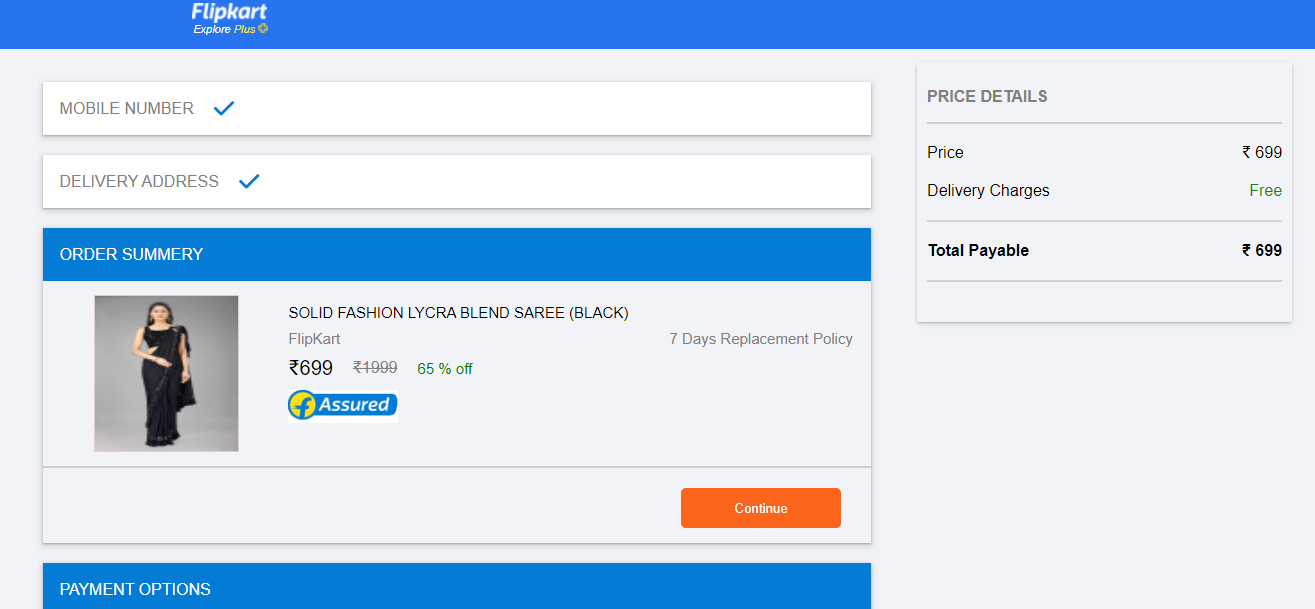 Flipkart
Explore Plus
MOBILE NUMBER
DELIVERY ADDRESS
ORDER SUMMERY
SOLID FASHION LYCRA BLEND SAREE (BLACK)
FlipKart
7 Days Replacement Policy
₹699 ₹1999 65 % off
f Assured
Continue
PAYMENT OPTIONS
PRICE DETAILS
Price ₹ 699
Delivery Charges Free
Total Payable ₹ 699